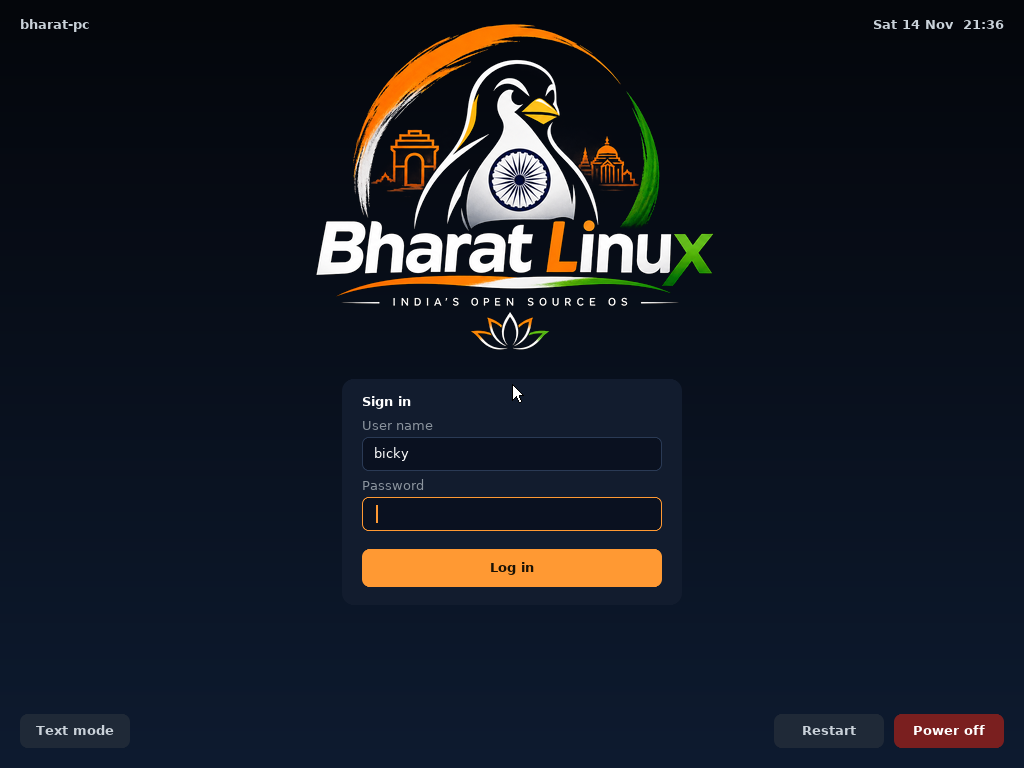 bharat-pc
Sat 14 Nov 21:36
Bharat Linux
INDIA'S OPEN SOURCE OS
Sign in
User name
bicky
Password
Log in
Text mode
Restart
Power off